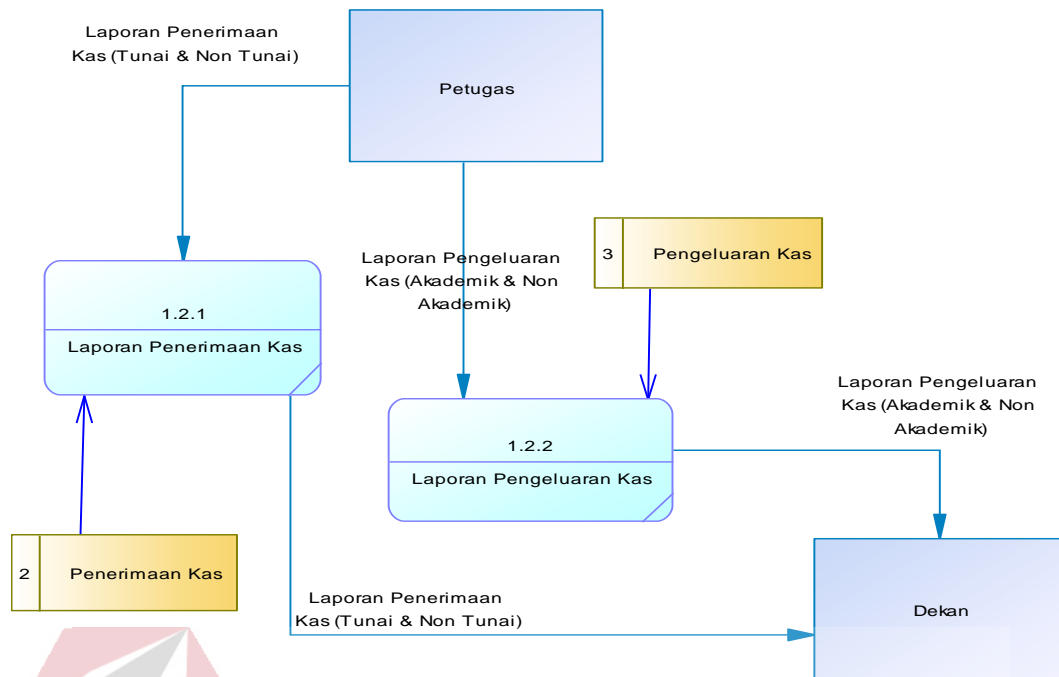 Laporan Penerimaan
Kas (Tunai & Non Tunai)
Petugas
Laporan Pengeluaran
Kas (Akademik & Non
Akademik)
3
Pengeluaran Kas
1.2.1
Laporan Penerimaan Kas
Laporan Pengeluaran
Kas (Akademik & Non
Akademik)
1.2.2
Laporan Pengeluaran Kas
2
Penerimaan Kas
Laporan Penerimaan
Kas (Tunai & Non Tunai)
Dekan